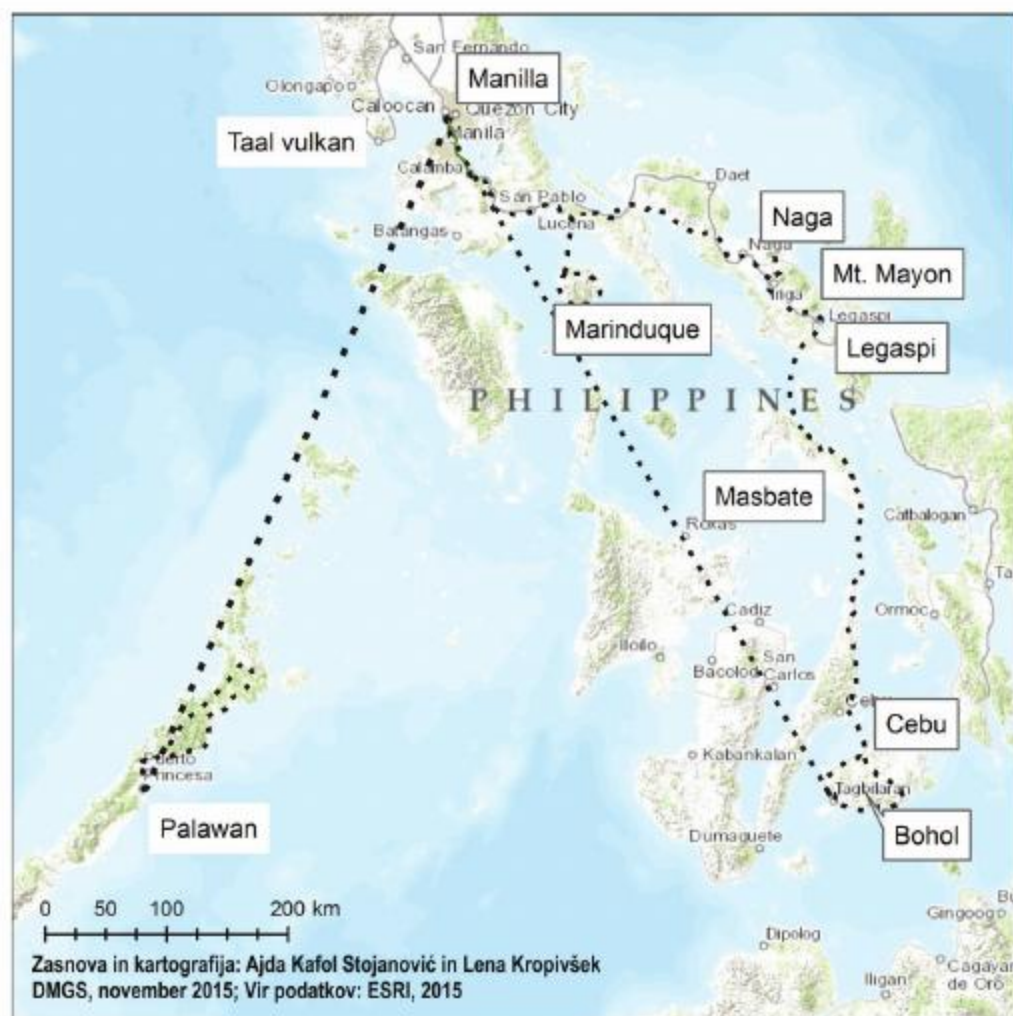 San Fernando
Manilla
Olongapo
Caloocan
Quezon City
Taal vulkan
Manila
Calamba
Daet
San Pablo
Lucena
Naga
Batangas
Naga
Mt. Mayon
Iriga
Legaspi
Marinduque
Legaspi
PHILIPPINES
Masbate
Catbalogan
Roxas
Ta
Cadiz
Ormoc
Iloilo
Bacolod
San
Carlos
Cebu
Cebu
Kabankalan
Puerto
Princesa
Tagbilaran
Palawan
Bohol
Dumaguete
0 50 100 200 km
Gingoog
Bu
Dipolog
Zasnova in kartografija: Ajda Kafol Stojanović in Lena Kropivšek
DMGS, november 2015; Vir podatkov: ESRI, 2015
Cagayan
de Oro
Iligan